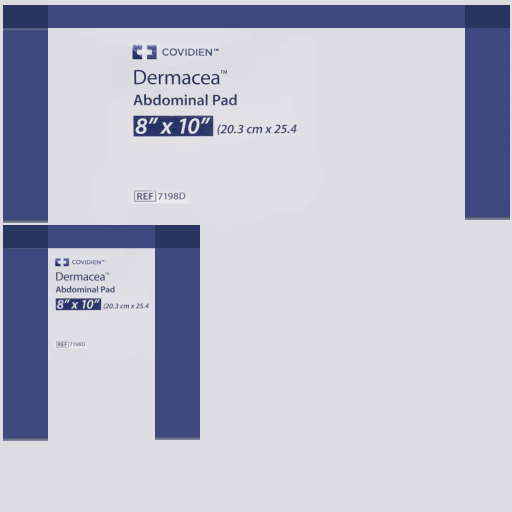 COVIDIEN™
Dermacea™
Abdominal Pad
8" x 10" (20.3 cm x 25.4
REF 7198D
COVIDIEN™
Dermacea™
Abdominal Pad
8" x 10" (20.3 cm x 25.4
REF 7198D